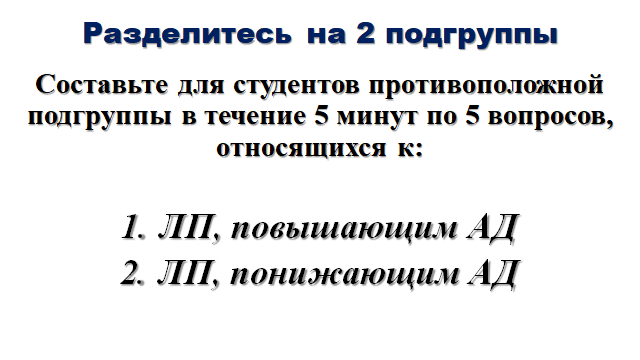 Разделитесь на 2 подгруппы
Составьте для студентов противоположной
подгруппы в течение 5 минут по 5 вопросов,
относящихся к:
1. ЛП, повышающим АД
2. ЛП, понижающим АД